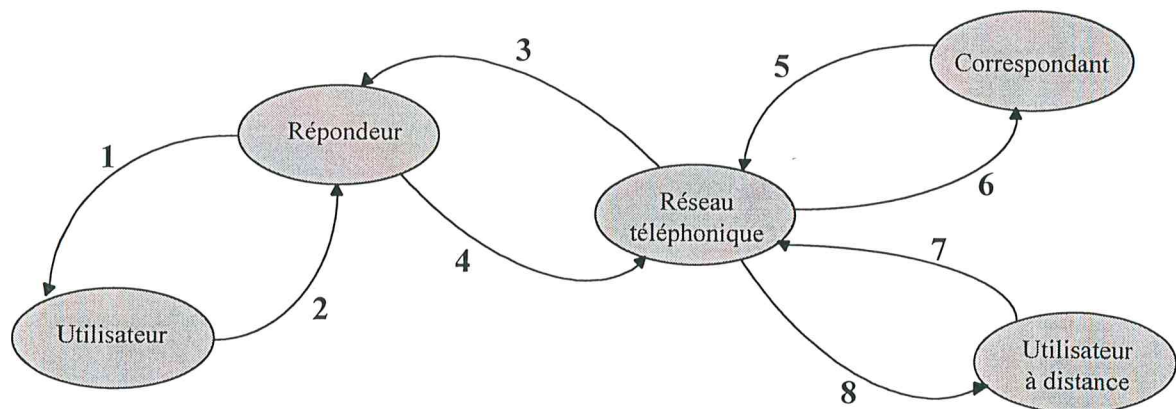 3
5
Correspondant
Répondeur
1
6
Réseau
téléphonique
4
7
2
Utilisateur
Utilisateur
à distance
8